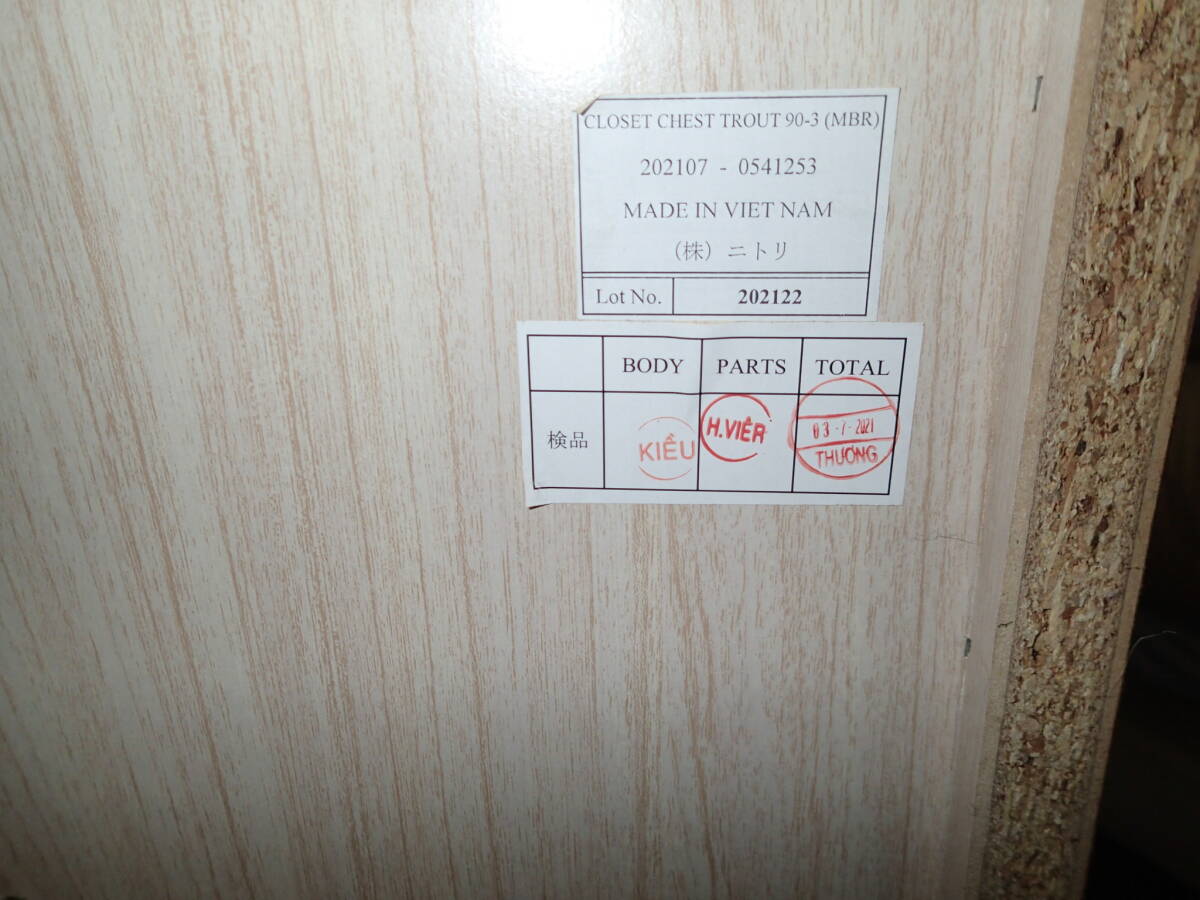 CLOSET CHEST TROUT 90-3 (MBR)
202107 - 0541253
MADE IN VIET NAM
（株）ニトリ
Lot No. 202122
BODY PARTS TOTAL
検品 KIỀU H.VIÊR 03-7-2021
THƯƠNG